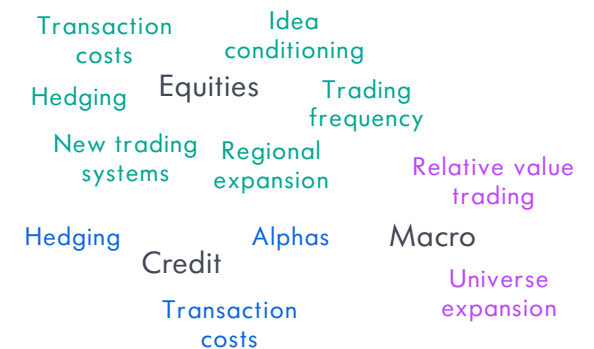 Transaction
costs
Idea
conditioning
Hedging
Equities
Trading
frequency
New trading
systems
Regional
expansion
Relative value
trading
Hedging
Alphas
Macro
Credit
Universe
expansion
Transaction
costs